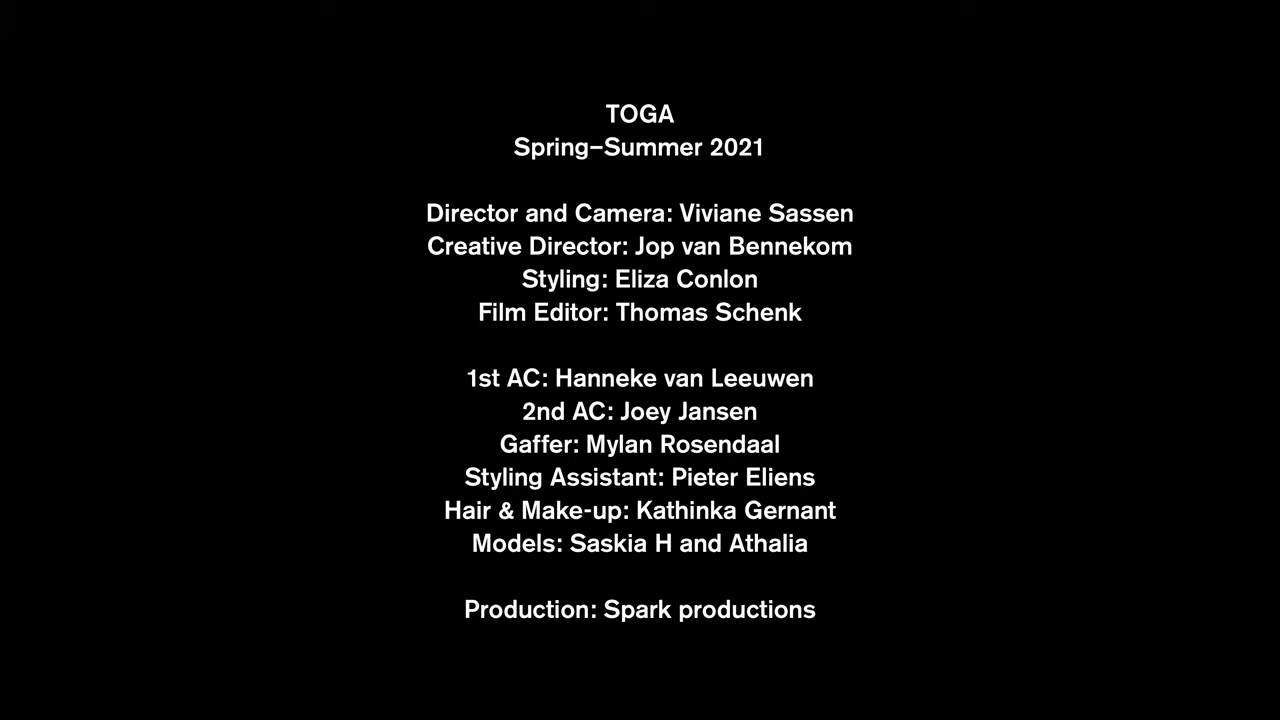 TOGA
Spring–Summer 2021
Director and Camera: Viviane Sassen
Creative Director: Jop van Bennekom
Styling: Eliza Conlon
Film Editor: Thomas Schenk
1st AC: Hanneke van Leeuwen
2nd AC: Joey Jansen
Gaffer: Mylan Rosendaal
Styling Assistant: Pieter Eliens
Hair & Make-up: Kathinka Gernant
Models: Saskia H and Athalia
Production: Spark productions